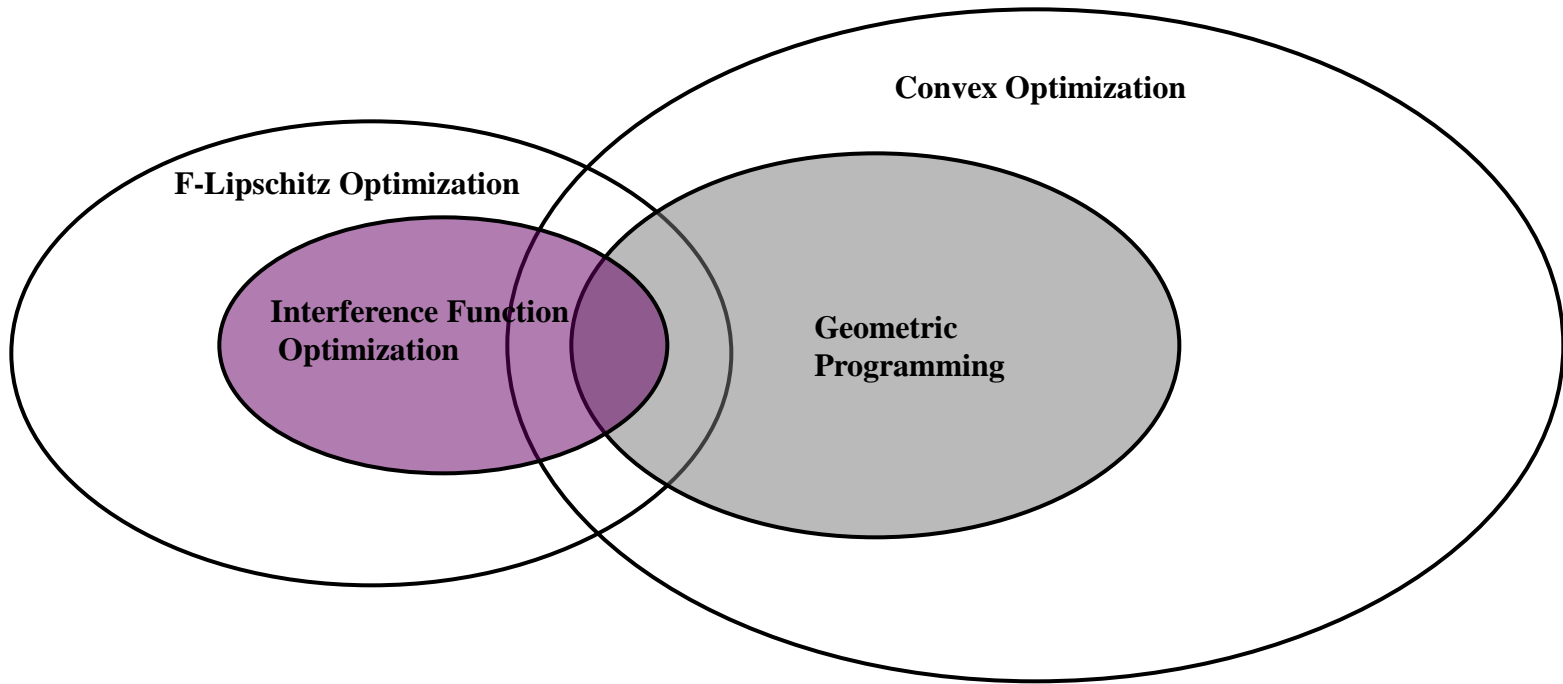 Convex Optimization
F-Lipschitz Optimization
Interference Function
Optimization
Geometric
Programming